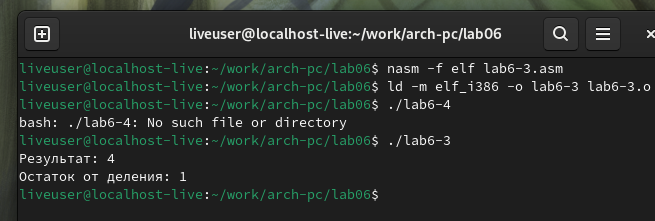 liveuser@localhost-live:~/work/arch-pc/lab06
liveuser@localhost-live:~/work/arch-pc/lab06$ nasm -f elf lab6-3.asm
liveuser@localhost-live:~/work/arch-pc/lab06$ ld -m elf_i386 -o lab6-3 lab6-3.o
liveuser@localhost-live:~/work/arch-pc/lab06$ ./lab6-4
bash: ./lab6-4: No such file or directory
liveuser@localhost-live:~/work/arch-pc/lab06$ ./lab6-3
Результат: 4
Остаток от деления: 1
liveuser@localhost-live:~/work/arch-pc/lab06$